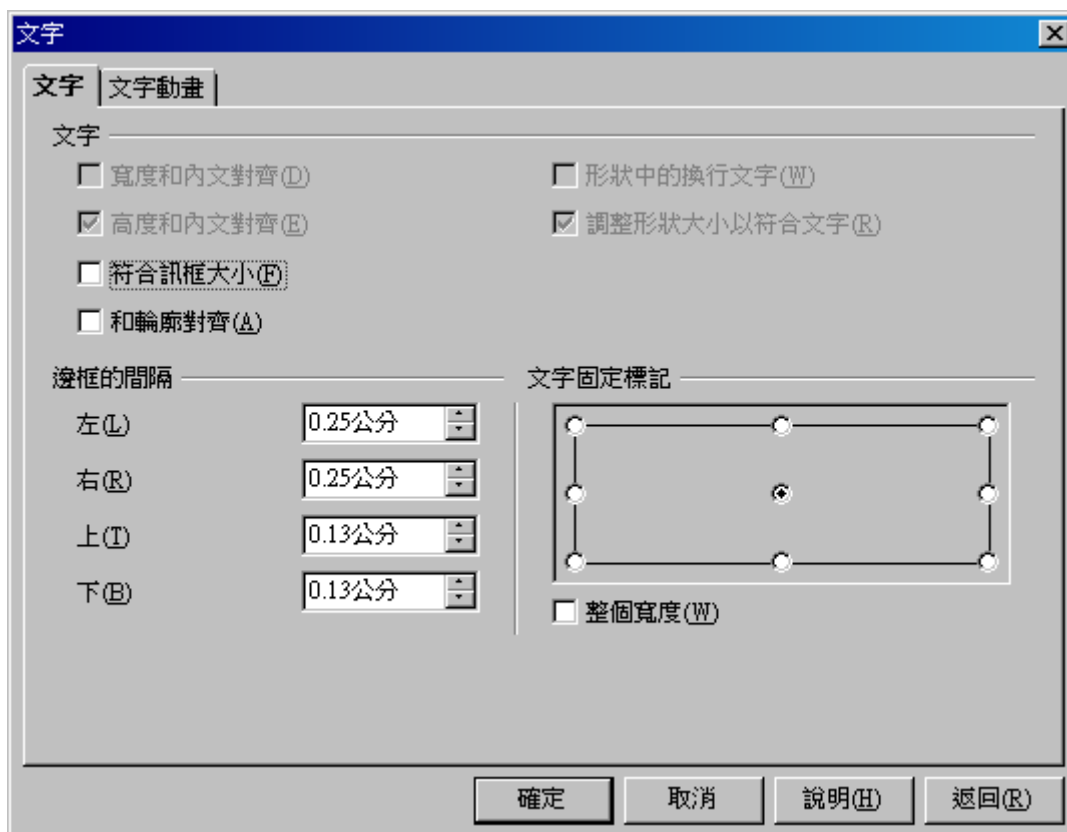 文字
文字 文字動畫
文字
寬度和內文對齊(D) 形狀中的換行文字(W)
高度和內文對齊(E) 調整形狀大小以符合文字(R)
符合訊框大小(F)
和輪廓對齊(A)
邊框的間隔 文字固定標記
左(L) 0.25公分
右(R) 0.25公分
上(T) 0.13公分
下(B) 0.13公分
整個寬度(W)
確定 取消 說明(H) 返回(R)